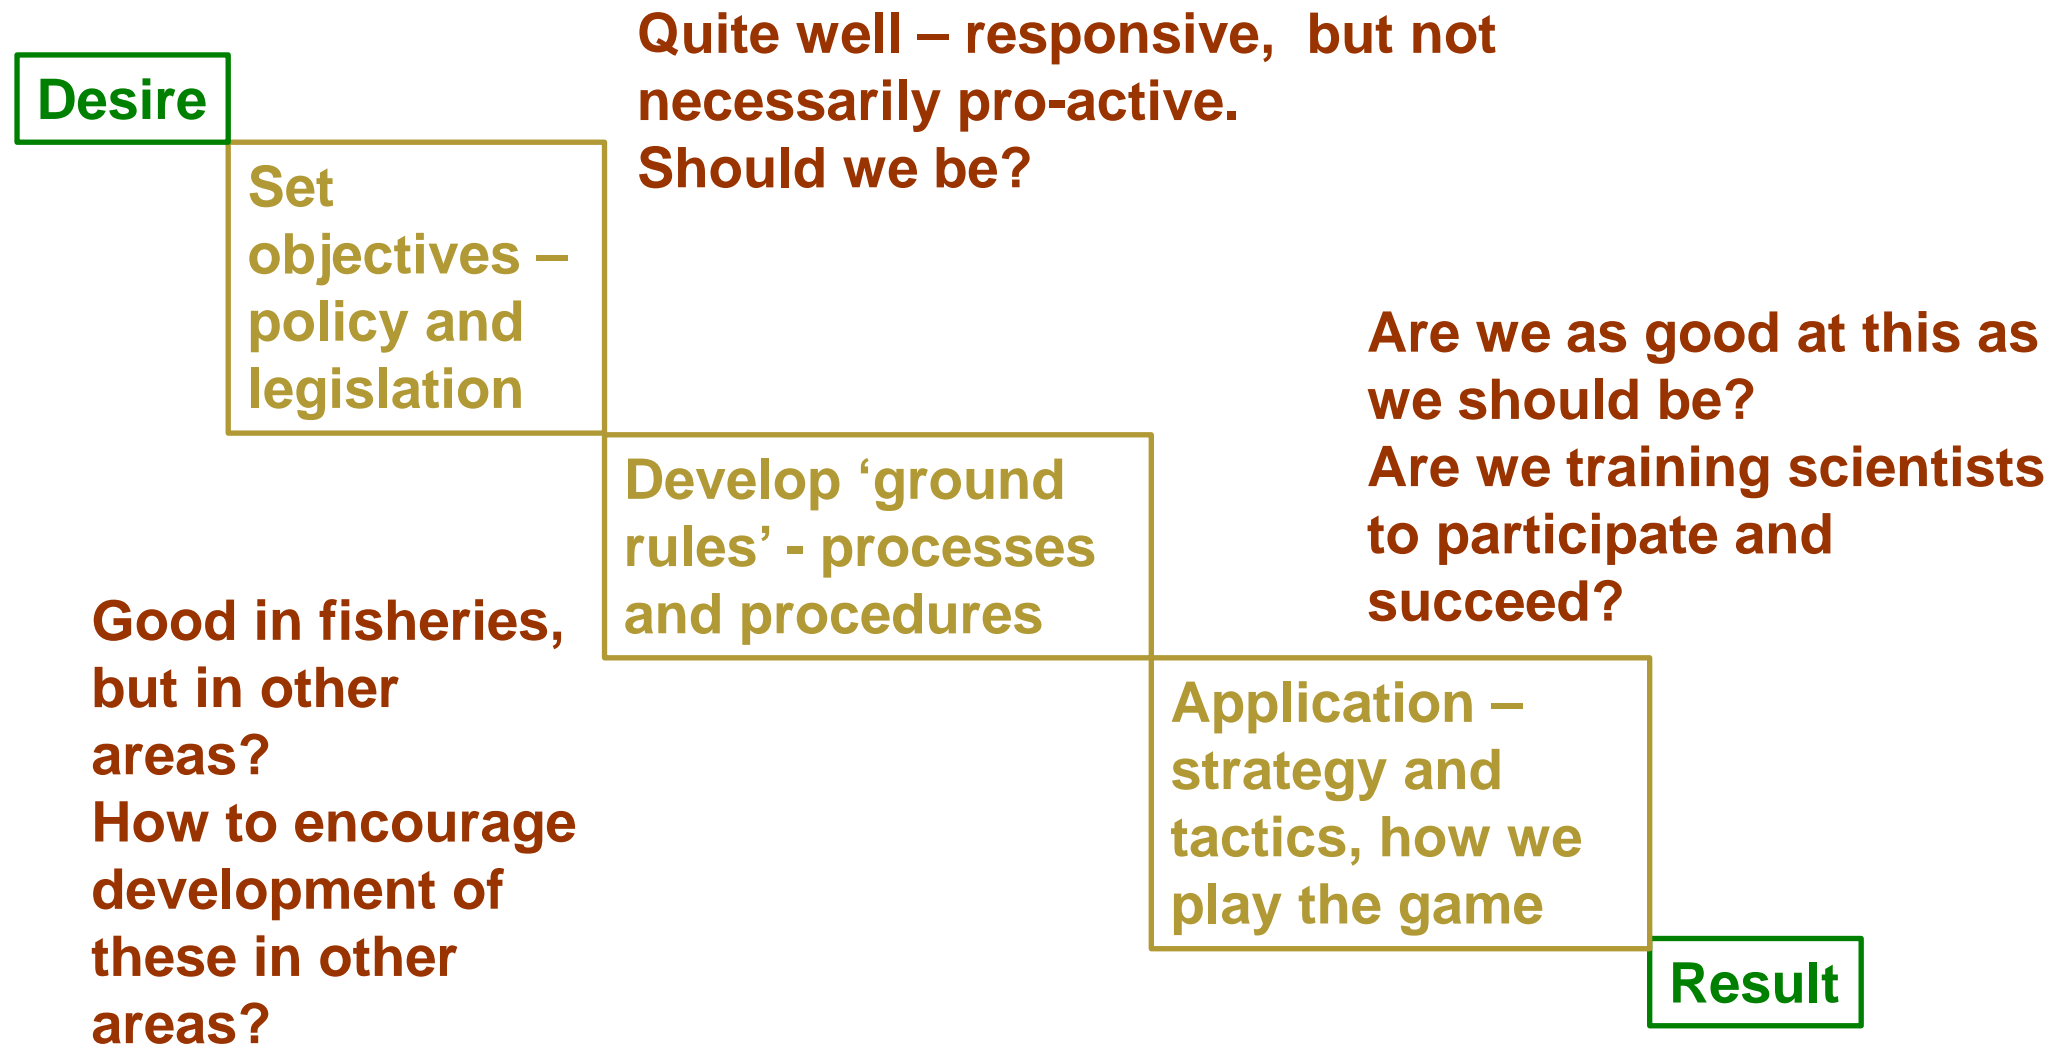 Desire
Quite well – responsive,  but not
necessarily pro-active.
Should we be?
Set
objectives –
policy and
legislation
Are we as good at this as
we should be?
Are we training scientists
to participate and
succeed?
Develop ‘ground
rules’ - processes
and procedures
Good in fisheries,
but in other
areas?
How to encourage
development of
these in other
areas?
Application –
strategy and
tactics, how we
play the game
Result